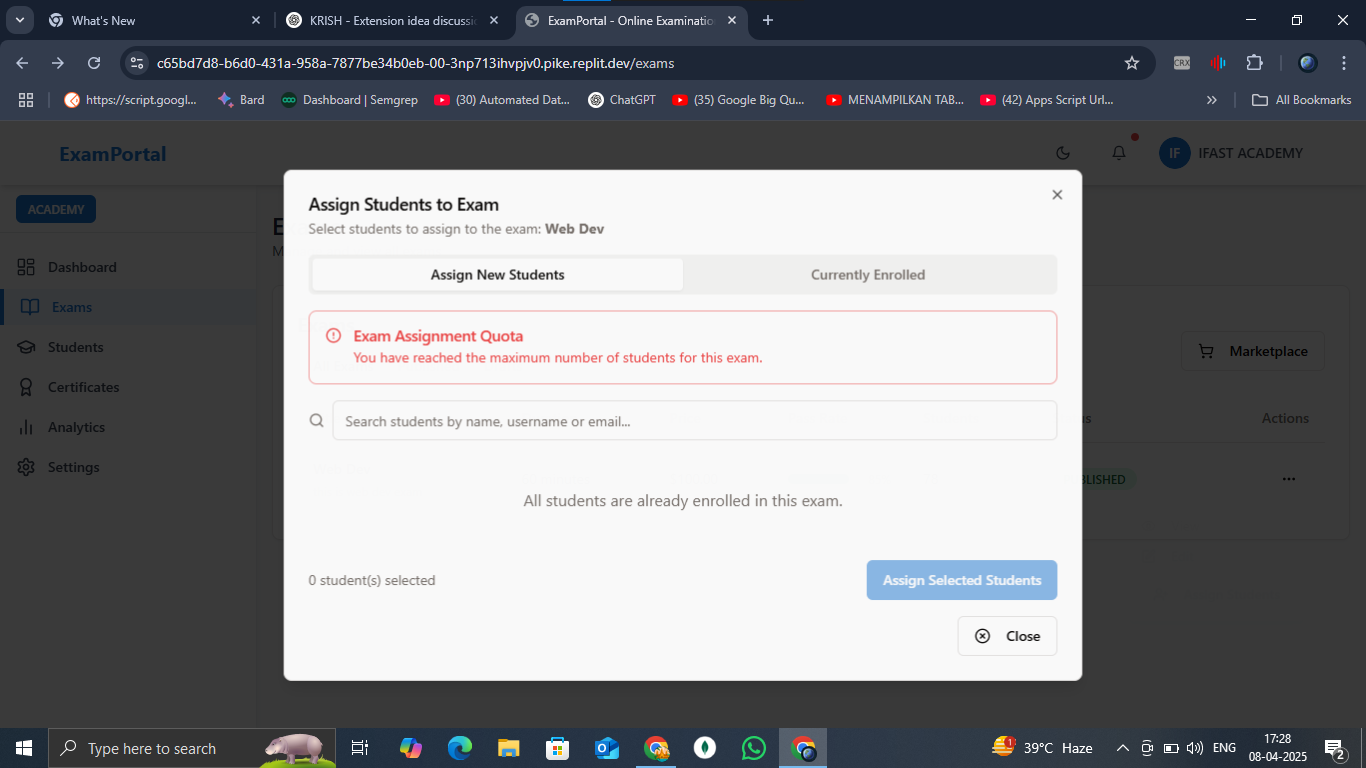 What's New
KRISH - Extension idea discussi
ExamPortal - Online Examinatio
c65bd7d8-b6d0-431a-958a-7877be34b0eb-00-3np713ihvpjv0.pike.replit.dev/exams
CRX
https://script.googl...
Bard
Dashboard | Semgrep
(30) Automated Dat...
ChatGPT
(35) Google Big Qu...
MENAMPILKAN TAB...
(42) Apps Script Url...
All Bookmarks
ExamPortal
IF
IFAST ACADEMY
ACADEMY
Dashboard
Exams
Students
Certificates
Analytics
Settings
E
M
Assign Students to Exam
Select students to assign to the exam: Web Dev
Assign New Students
Currently Enrolled
Exam Assignment Quota
You have reached the maximum number of students for this exam.
Marketplace
Search students by name, username or email...
s
Actions
BLISHED
All students are already enrolled in this exam.
0 student(s) selected
Assign Selected Students
Close
Type here to search
1
39°C Haze
ENG
17:28
08-04-2025
2